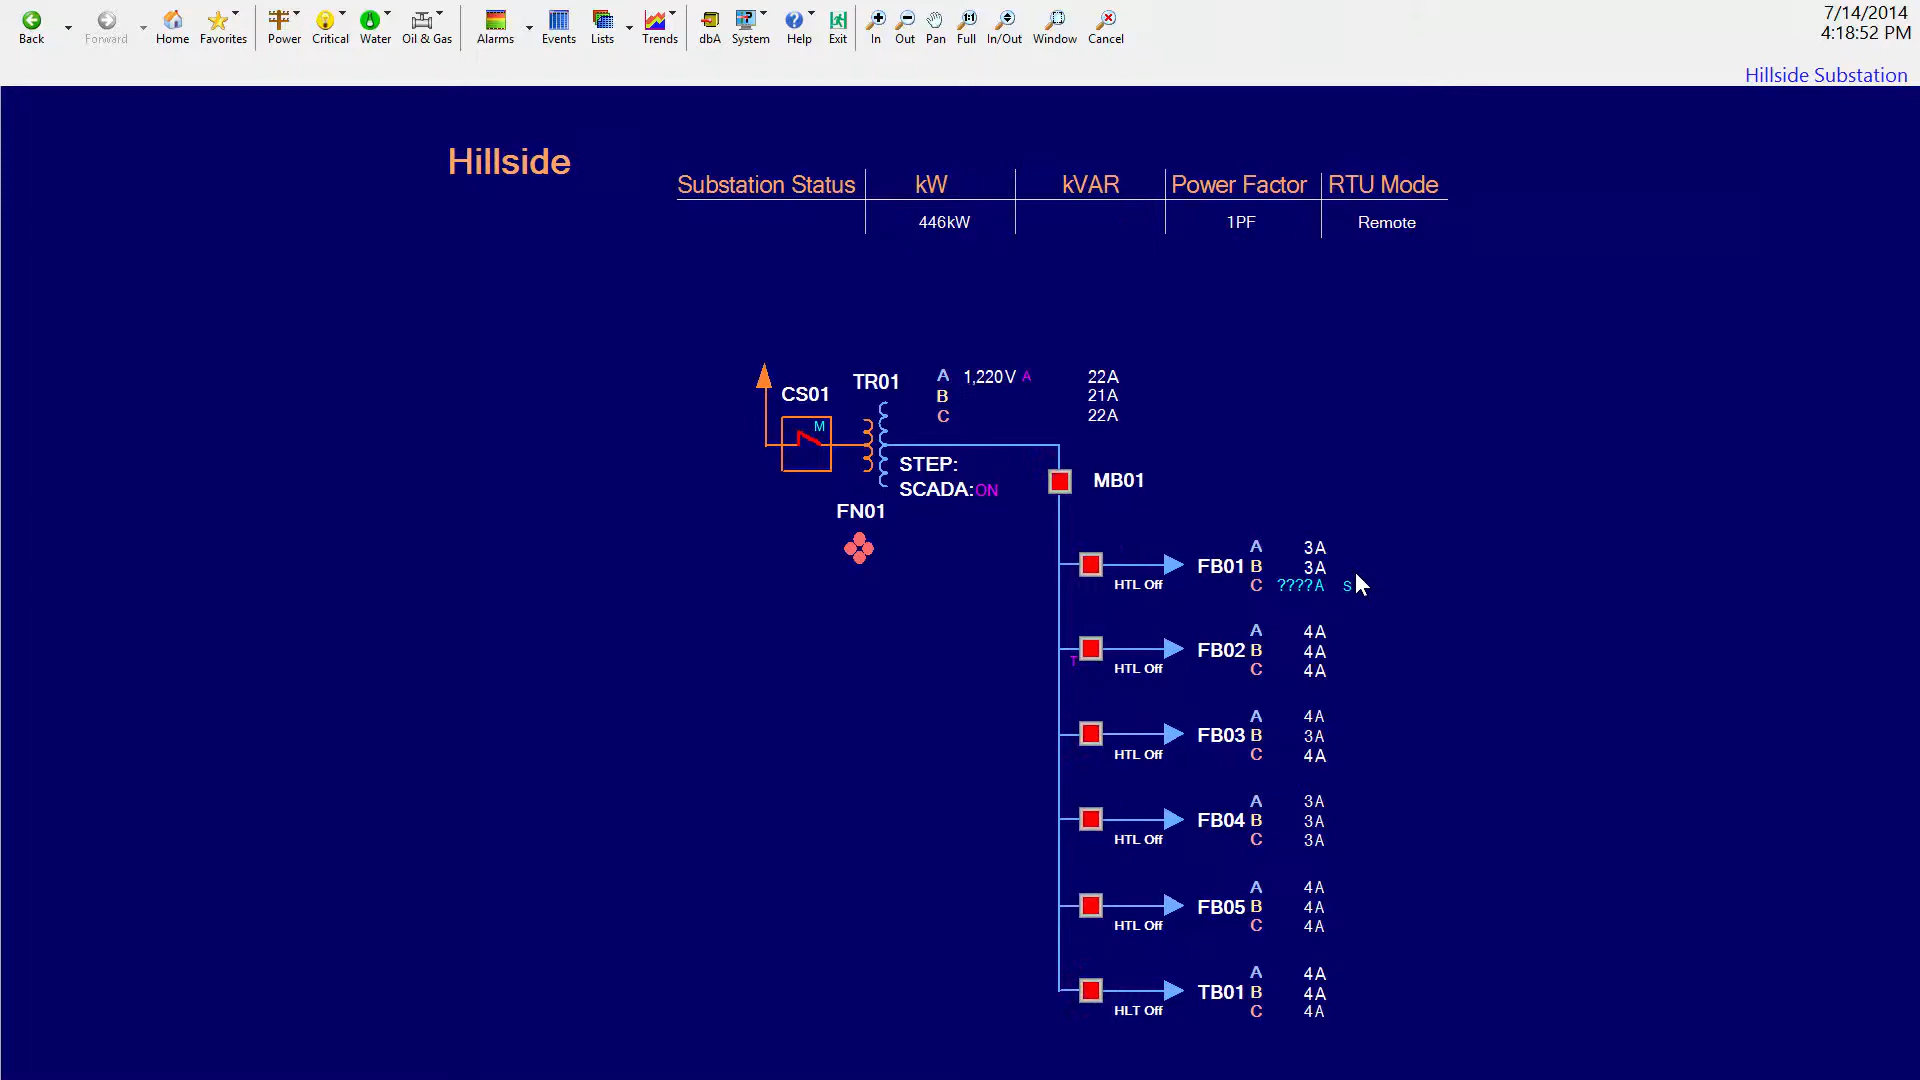 Back Forward Home Favorites Power Critical Water Oil & Gas Alarms Events Lists Trends dbA System Help Exit In Out Pan Full In/Out Window Cancel
7/14/2014
4:18:52 PM
Hillside Substation
Hillside
Substation Status kW kVAR Power Factor RTU Mode
446kW 1PF Remote
CS01
M
TR01
A 1,220V A 22A
B 21A
C 22A
STEP:
SCADA:ON
FN01
MB01
HTL Off
FB01
A 3A
B 3A
C ????A S
T
HTL Off
FB02
A 4A
B 4A
C 4A
HTL Off
FB03
A 4A
B 3A
C 4A
HTL Off
FB04
A 3A
B 3A
C 3A
HTL Off
FB05
A 4A
B 4A
C 4A
HLT Off
TB01
A 4A
B 4A
C 4A